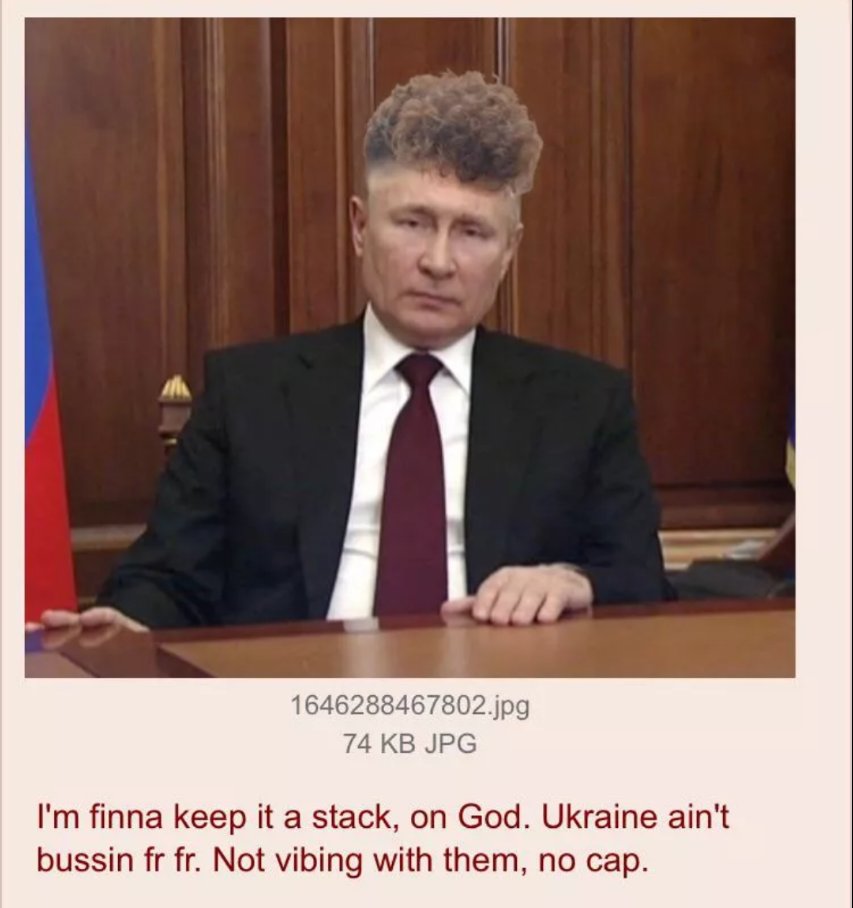 1646288467802.jpg
74 KB JPG
I'm finna keep it a stack, on God. Ukraine ain't
bussin fr fr. Not vibing with them, no cap.